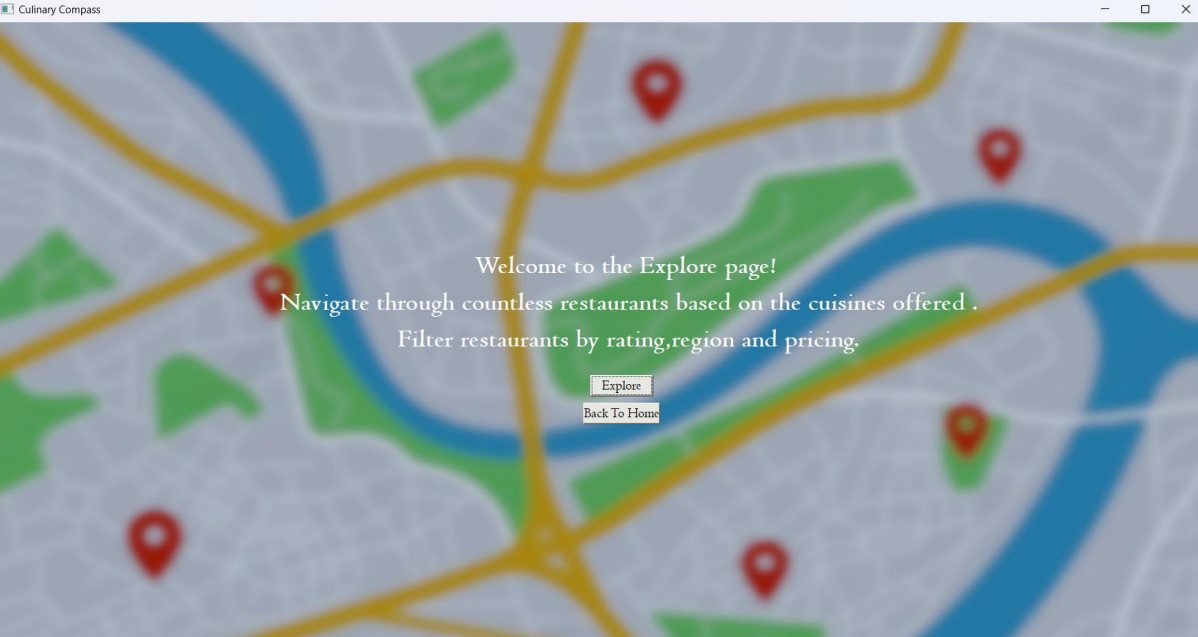 Culinary Compass
Welcome to the Explore page!
Navigate through countless restaurants based on the cuisines offered .
Filter restaurants by rating,region and pricing.
Explore
Back To Home